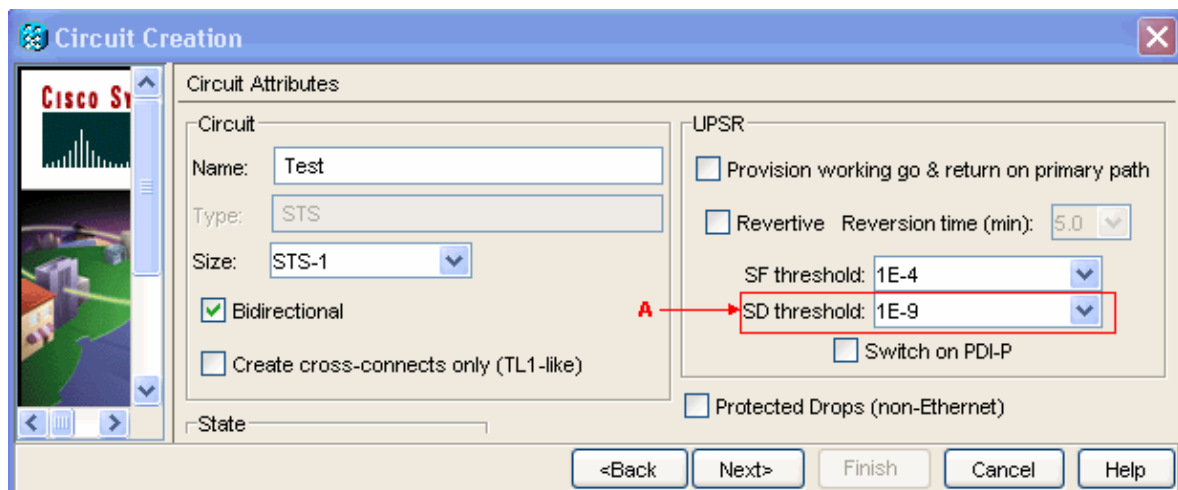 Circuit Creation
Cisco Sy
Circuit Attributes
Circuit
Name: Test
Type: STS
Size: STS-1
Bidirectional
Create cross-connects only (TL1-like)
State
UPSR
Provision working go & return on primary path
Revertive Reversion time (min): 5.0
SF threshold: 1E-4
A SD threshold: 1E-9
Switch on PDI-P
Protected Drops (non-Ethernet)
<Back Next> Finish Cancel Help